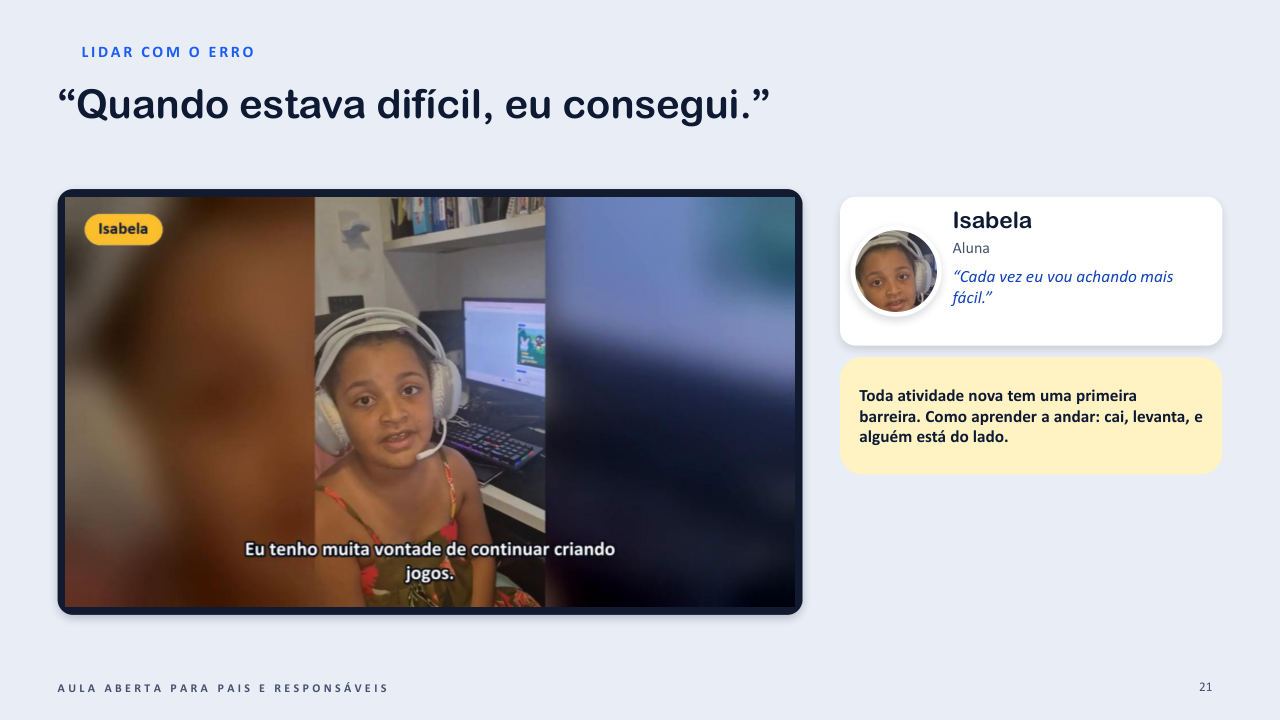 LIDAR COM O ERRO
“Quando estava difícil, eu consegui.”
Isabela
Eu tenho muita vontade de continuar criando
jogos.
Isabela
Aluna
“Cada vez eu vou achando mais
fácil.”
Toda atividade nova tem uma primeira
barreira. Como aprender a andar: cai, levanta, e
alguém está do lado.
AULA ABERTA PARA PAIS E RESPONSÁVEIS
21